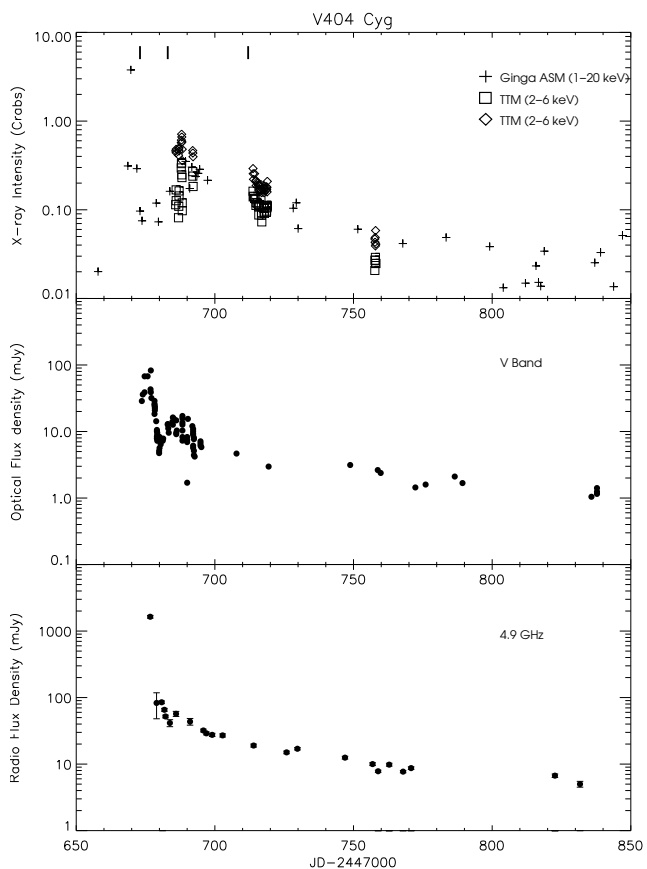 V404 Cyg
10.00
1.00
0.10
0.01
X-ray Intensity (Crabs)
Ginga ASM (1-20 keV)
TTM (2-6 keV)
TTM (2-6 keV)
700
750
800
100
10.0
1.0
0.1
Optical Flux density (mJy)
V Band
700
750
800
1000
100
10
1
Radio Flux Density (mJy)
4.9 GHz
650
700
750
800
850
JD-2447000